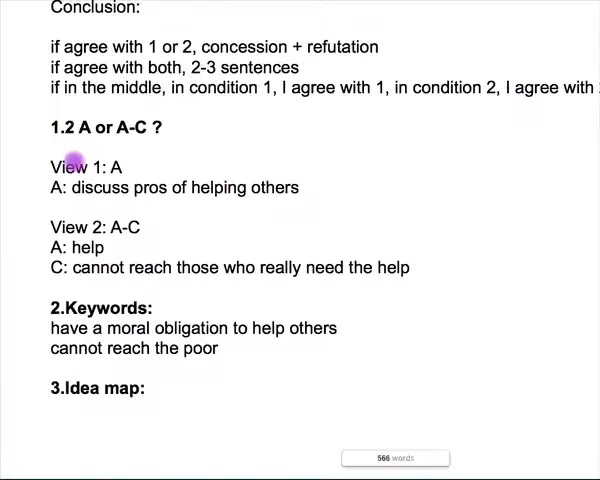 Conclusion:
if agree with 1 or 2, concession + refutation
if agree with both, 2-3 sentences
if in the middle, in condition 1, I agree with 1, in condition 2, I agree with
1.2 A or A-C ?
View 1: A
A: discuss pros of helping others
View 2: A-C
A: help
C: cannot reach those who really need the help
2.Keywords:
have a moral obligation to help others
cannot reach the poor
3.Idea map:
566 words